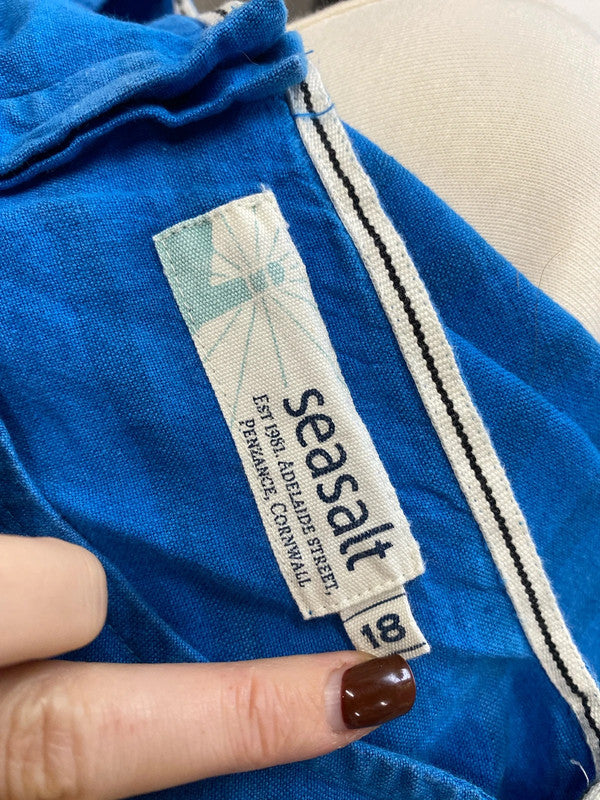 seasalt
EST 1981. ADELAIDE STREET,
PENZANCE, CORNWALL
18